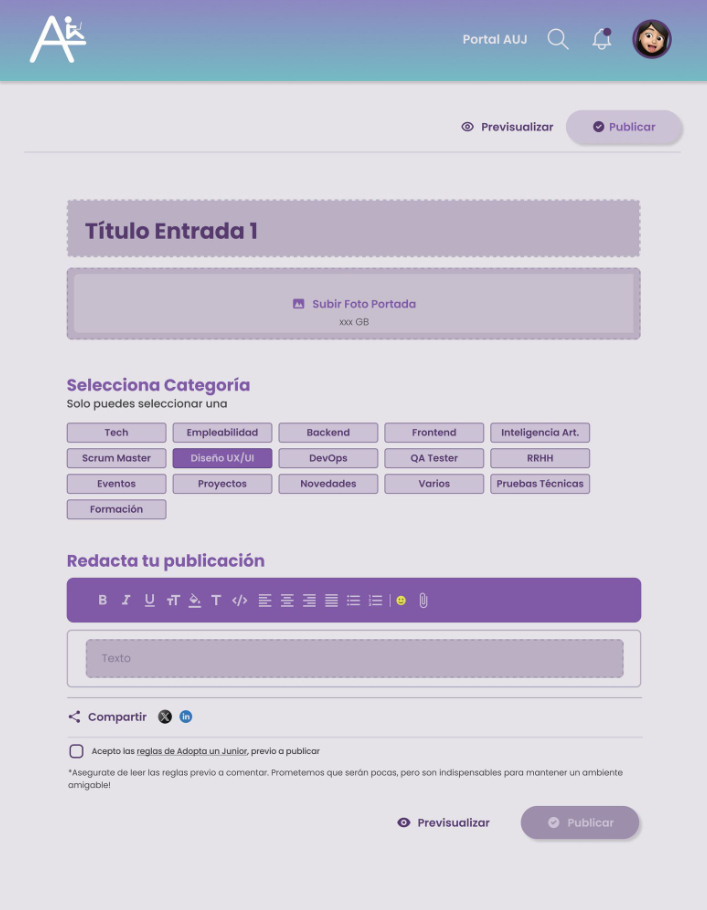 Portal AUJ
Previsualizar
Publicar
Título Entrada 1
Subir Foto Portada
xxx GB
Selecciona Categoría
Solo puedes seleccionar una
Tech
Empleabilidad
Backend
Frontend
Inteligencia Art.
Scrum Master
Diseño UX/UI
DevOps
QA Tester
RRHH
Eventos
Proyectos
Novedades
Varios
Pruebas Técnicas
Formación
Redacta tu publicación
B I U TT T </>
Texto
Compartir X in
Acepto las reglas de Adopta un Junior, previo a publicar
*Asegurate de leer las reglas previo a comentar. Prometemos que serán pocas, pero son indispensables para mantener un ambiente
amigable!
Previsualizar
Publicar